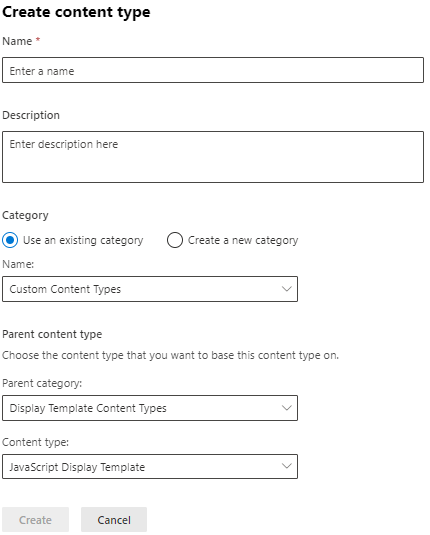 Create content type
Name *
Enter a name
Description
Enter description here
Category
Use an existing category Create a new category
Name:
Custom Content Types
Parent content type
Choose the content type that you want to base this content type on.
Parent category:
Display Template Content Types
Content type:
JavaScript Display Template
Create Cancel